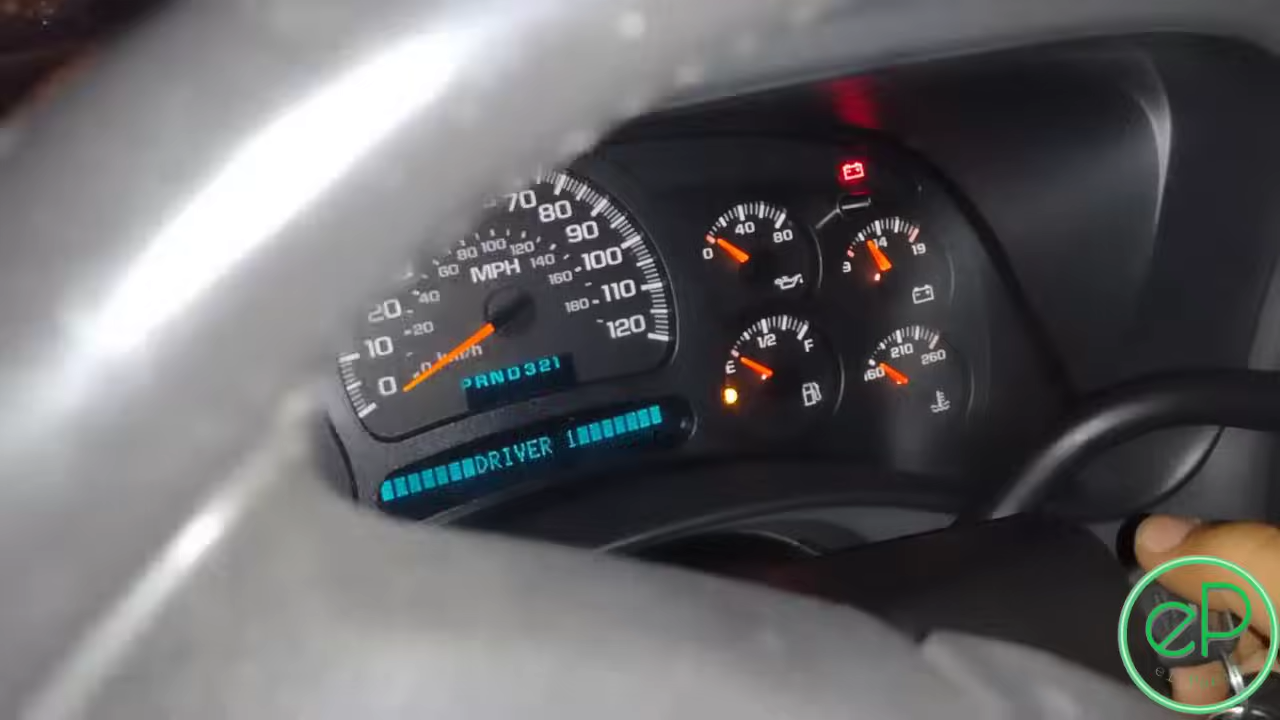 70
80
90
100
110
120
20
10
0
MPH
60 80 100 120 140 160 180
40
20
0 km/h
PRND321
DRIVER 1
0 40 80
9 14 19
E 1/2 F
160 210 260
eP